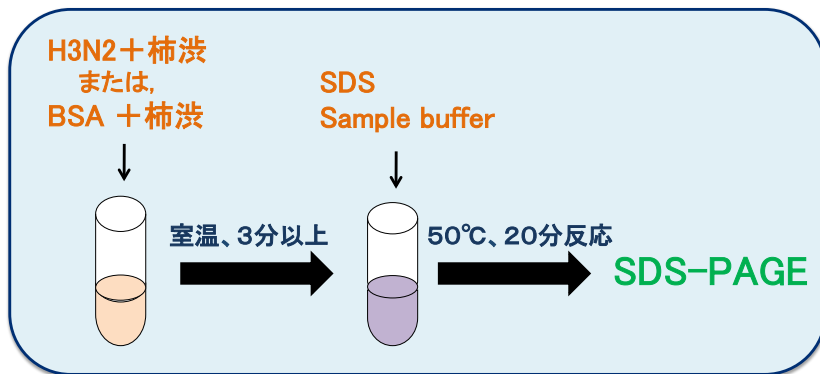 H3N2＋柿渋
または,
BSA ＋柿渋
SDS
Sample buffer
室温、3分以上
50℃、20分反応
SDS-PAGE